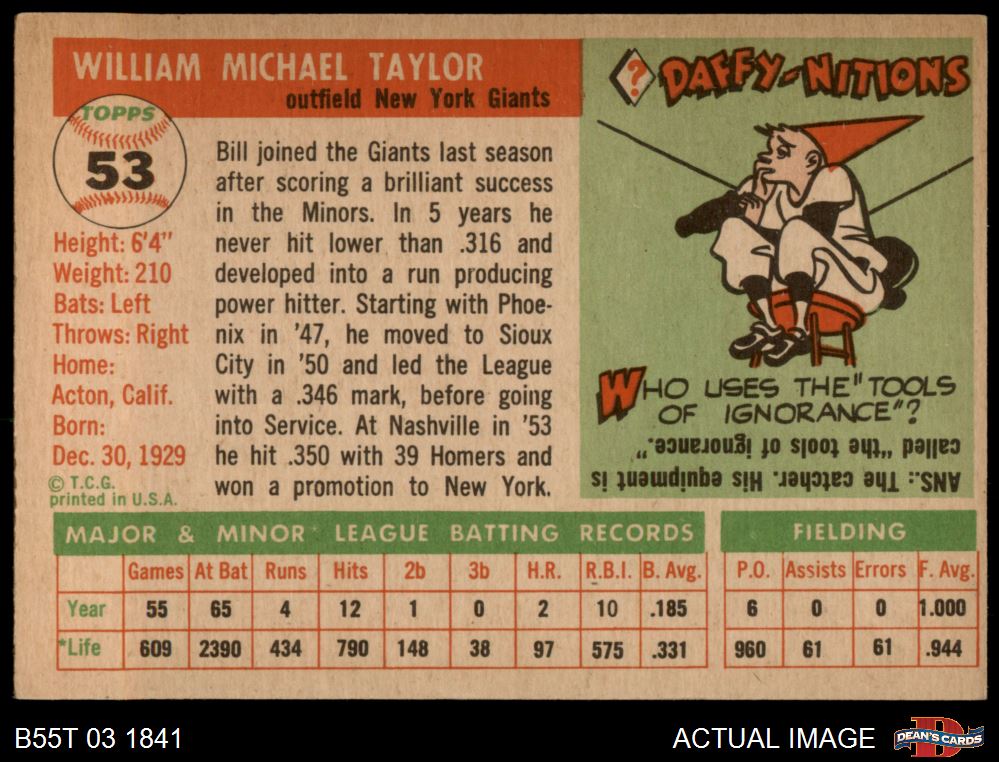 WILLIAM MICHAEL TAYLOR
outfield New York Giants
TOPPS
53
Height: 6'4"
Weight: 210
Bats: Left
Throws: Right
Home:
Acton, Calif.
Born:
Dec. 30, 1929
© T.C.G.
printed in U.S.A.
Bill joined the Giants last season
after scoring a brilliant success
in the Minors. In 5 years he
never hit lower than .316 and
developed into a run producing
power hitter. Starting with Phoe-
nix in '47, he moved to Sioux
City in '50 and led the League
with a .346 mark, before going
into Service. At Nashville in '53
he hit .350 with 39 Homers and
won a promotion to New York.
? DAFFY-NITIONS
WHO USES THE "TOOLS
OF IGNORANCE"?
ANS.: The catcher. His equipment is
called "the tools of ignorance."
MAJOR & MINOR LEAGUE BATTING RECORDS
FIELDING
Games At Bat Runs Hits 2b 3b H.R. R.B.I. B. Avg. P.O. Assists Errors F. Avg.
Year 55 65 4 12 1 0 2 10 .185 6 0 0 1.000
*Life 609 2390 434 790 148 38 97 575 .331 960 61 61 .944
B55T 03 1841
ACTUAL IMAGE
DEAN'S CARDS